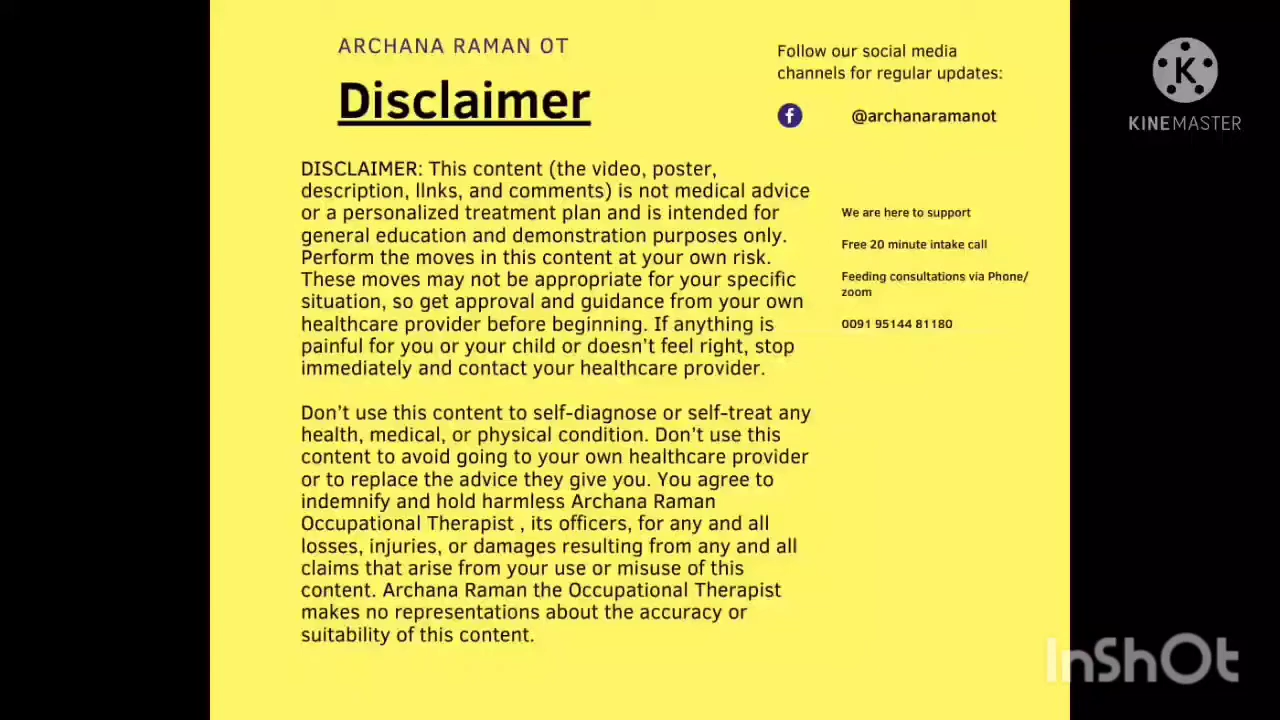 ARCHANA RAMAN OT
Disclaimer
DISCLAIMER: This content (the video, poster,
description, lInks, and comments) is not medical advice
or a personalized treatment plan and is intended for
general education and demonstration purposes only.
Perform the moves in this content at your own risk.
These moves may not be appropriate for your specific
situation, so get approval and guidance from your own
healthcare provider before beginning. If anything is
painful for you or your child or doesn't feel right, stop
immediately and contact your healthcare provider.
Don't use this content to self-diagnose or self-treat any
health, medical, or physical condition. Don't use this
content to avoid going to your own healthcare provider
or to replace the advice they give you. You agree to
indemnify and hold harmless Archana Raman
Occupational Therapist , its officers, for any and all
losses, injuries, or damages resulting from any and all
claims that arise from your use or misuse of this
content. Archana Raman the Occupational Therapist
makes no representations about the accuracy or
suitability of this content.
Follow our social media
channels for regular updates:
f
@archanaramanot
We are here to support
Free 20 minute intake call
Feeding consultations via Phone/
zoom
0091 95144 81180
K
KINEMASTER
InShOt